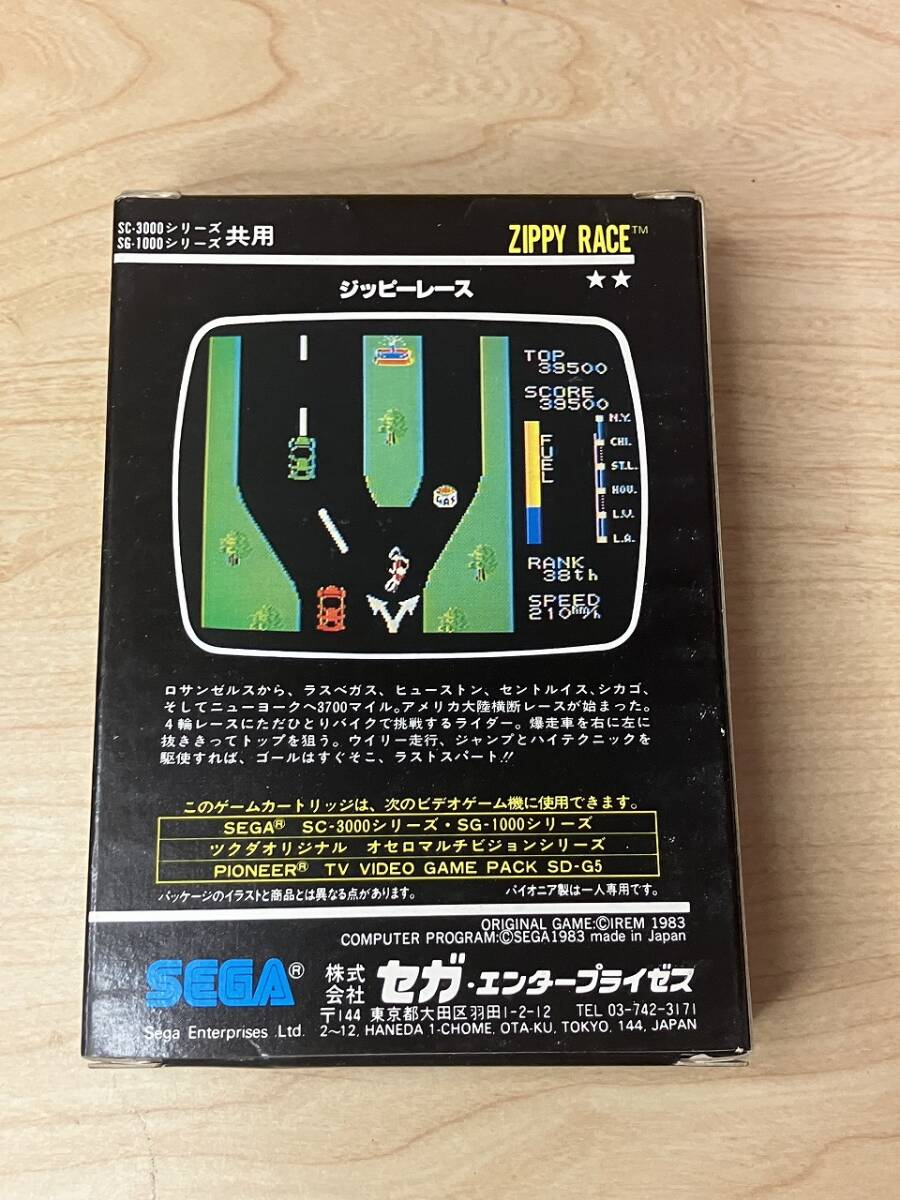 SC-3000シリーズ
SG-1000シリーズ 共用
ZIPPY RACE™
★★
ジッピーレース
TOP
39500
SCORE
39500
FUEL
N.Y.
CHI.
ST.L.
HOU.
L.V.
L.A.
GAS
RANK
38th
SPEED
210km/h
ロサンゼルスから、ラスベガス、ヒューストン、セントルイス、シカゴ、
そしてニューヨークへ3700マイル。アメリカ大陸横断レースが始まった。
4輪レースにただひとりバイクで挑戦するライダー。爆走車を右に左に
抜ききってトップを狙う。ウイリー走行、ジャンプとハイテクニックを
駆使すれば、ゴールはすぐそこ、ラストスパート!!
このゲームカートリッジは、次のビデオゲーム機に使用できます。
SEGA® SC-3000シリーズ・SG-1000シリーズ
ツクダオリジナル オセロマルチビジョンシリーズ
PIONEER® TV VIDEO GAME PACK SD-G5
パッケージのイラストと商品とは異なる点があります。 パイオニア製は一人専用です。
ORIGINAL GAME:©IREM 1983
COMPUTER PROGRAM:©SEGA1983 made in Japan
SEGA® 株式会社 セガ・エンタープライゼス
〒144 東京都大田区羽田1-2-12 TEL 03-742-3171
Sega Enterprises .Ltd. 2~12, HANEDA 1-CHOME, OTA-KU, TOKYO. 144, JAPAN